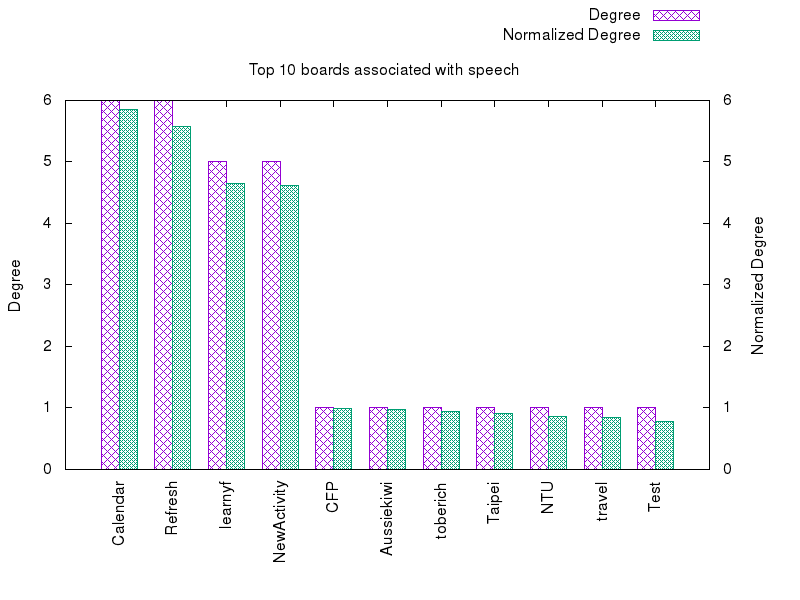 Degree
Normalized Degree
Top 10 boards associated with speech
6
5
4
3
2
1
0
Degree
6
5
4
3
2
1
0
Normalized Degree
Calendar
Refresh
learnyf
NewActivity
CFP
Aussiekiwi
toberich
Taipei
NTU
travel
Test